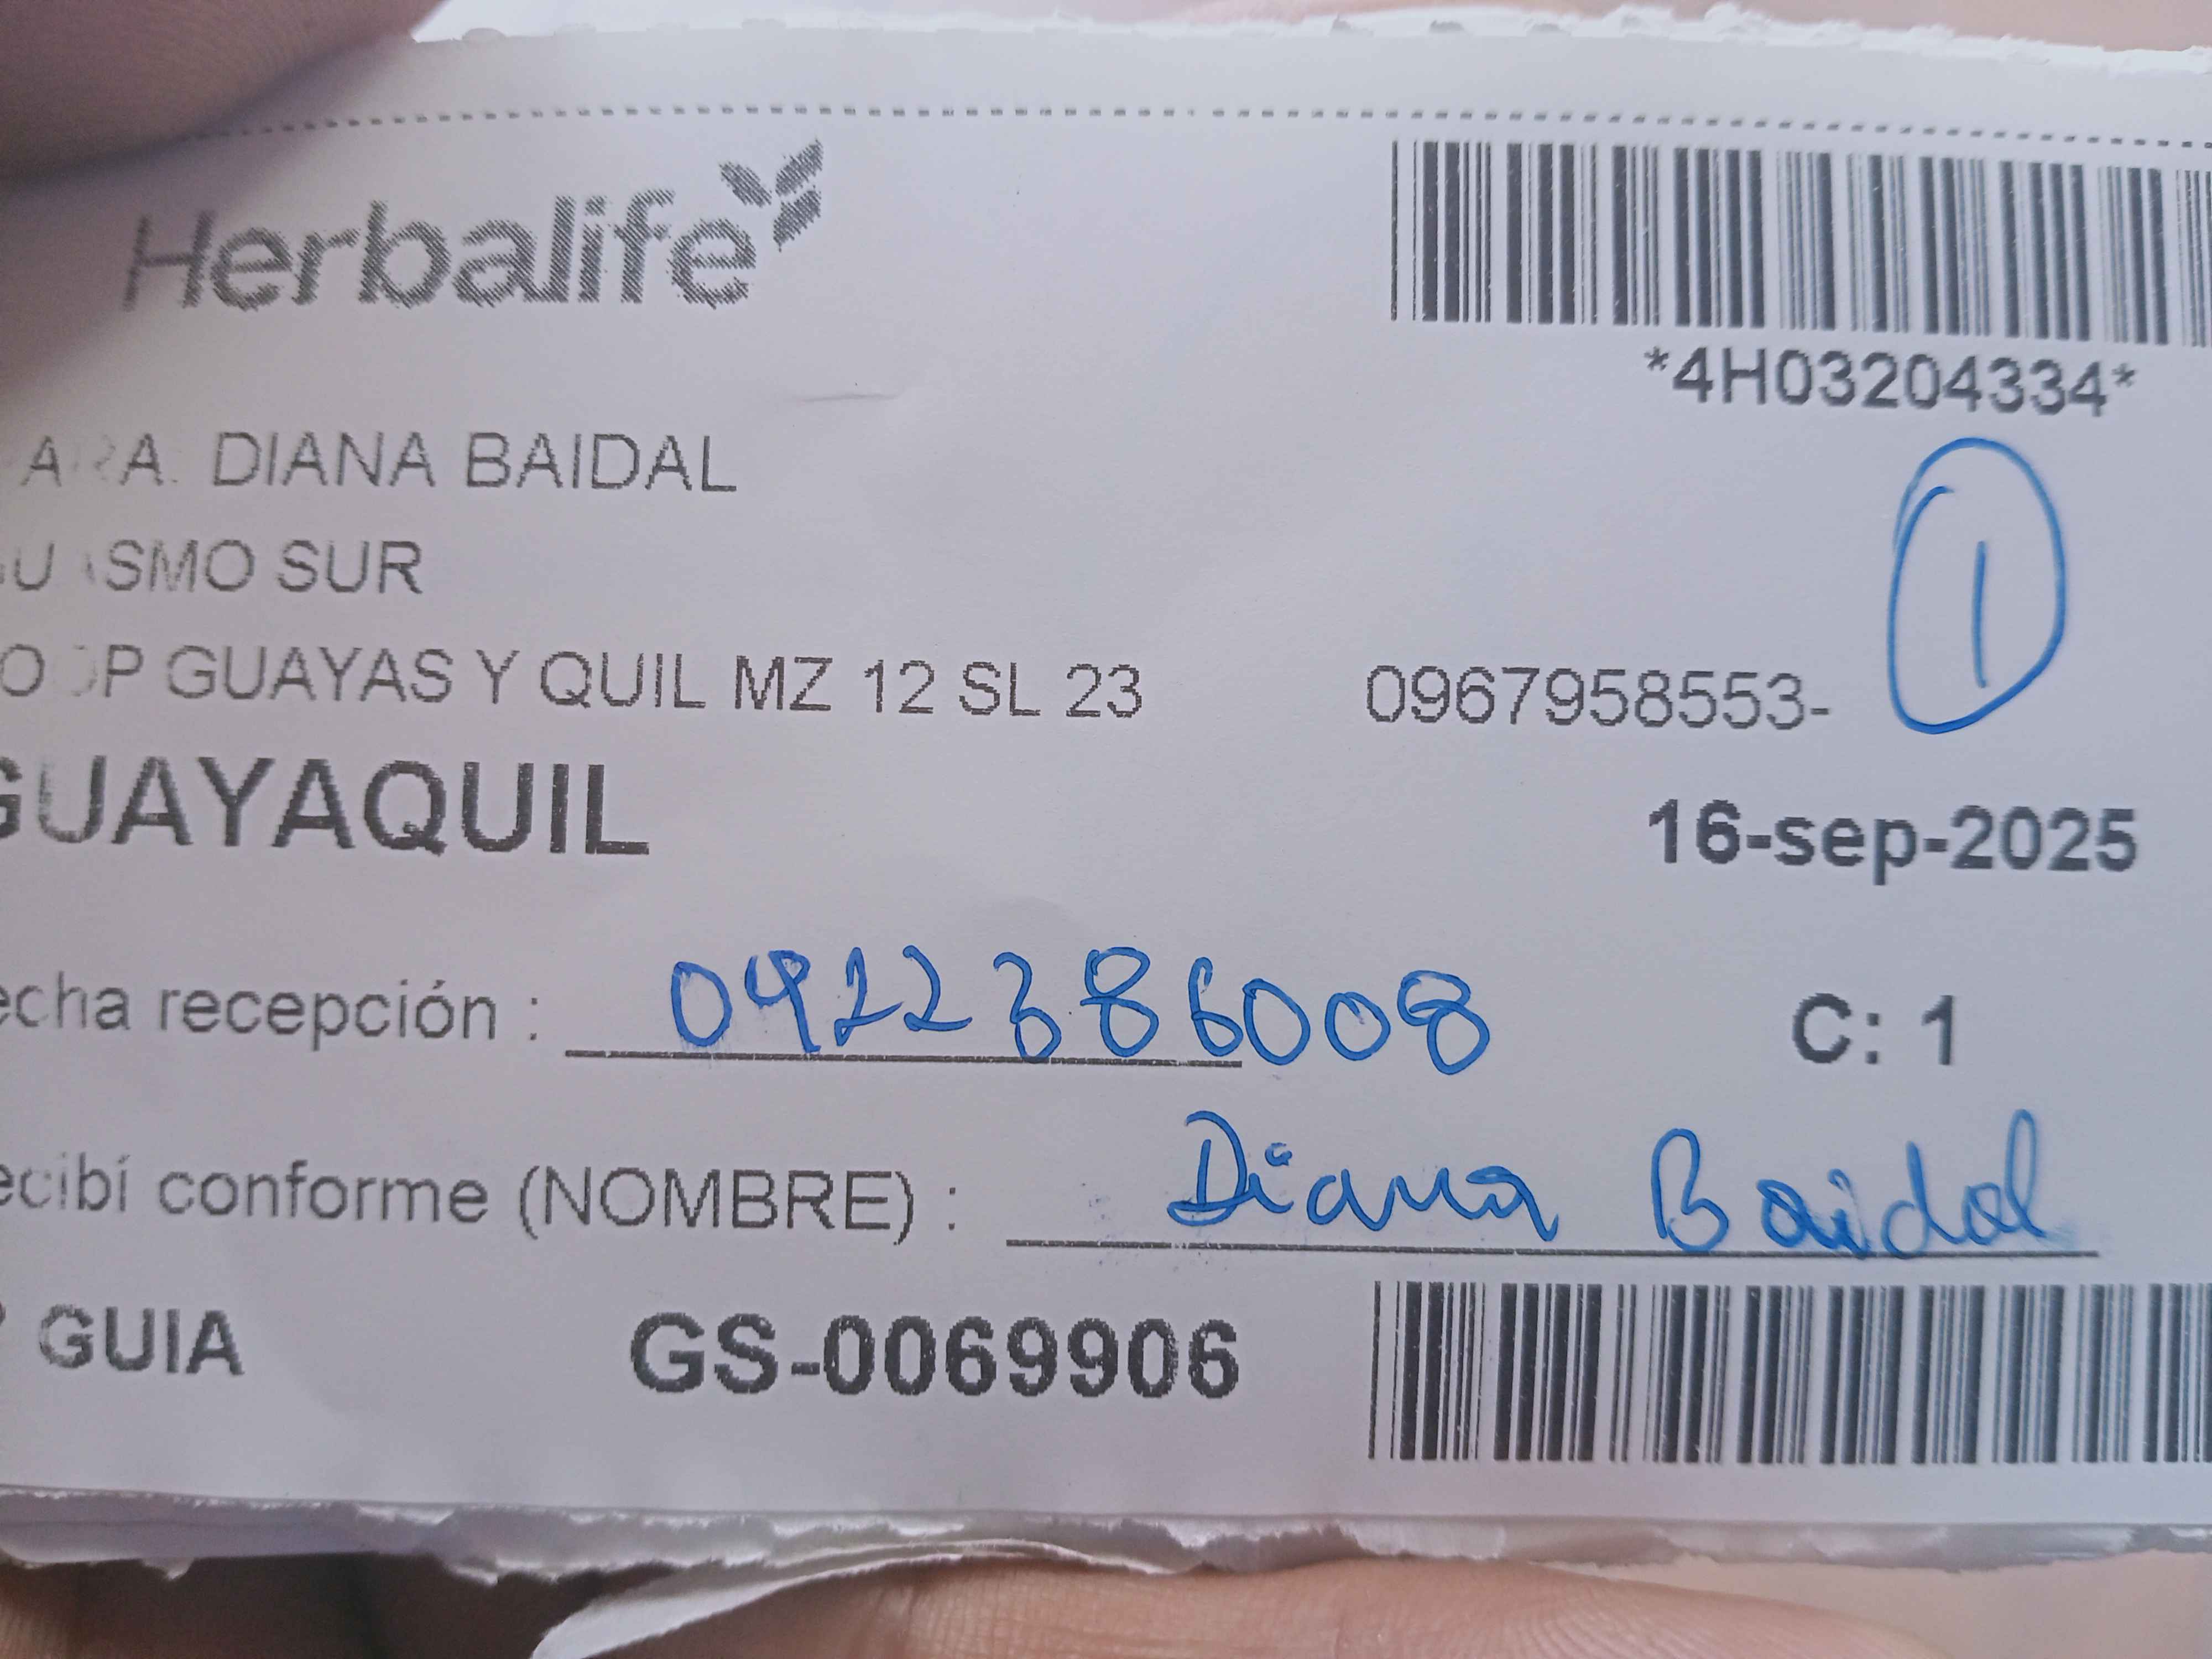 Herbalife
*4H03204334*
DIANA BAIDAL
SMO SUR
P GUAYAS Y QUIL MZ 12 SL 23 0967958553-
1
GUAYAQUIL
16-sep-2025
echa recepción : 0922386008 C: 1
ecibí conforme (NOMBRE) : Diana Baidal
GUIA GS-0069906